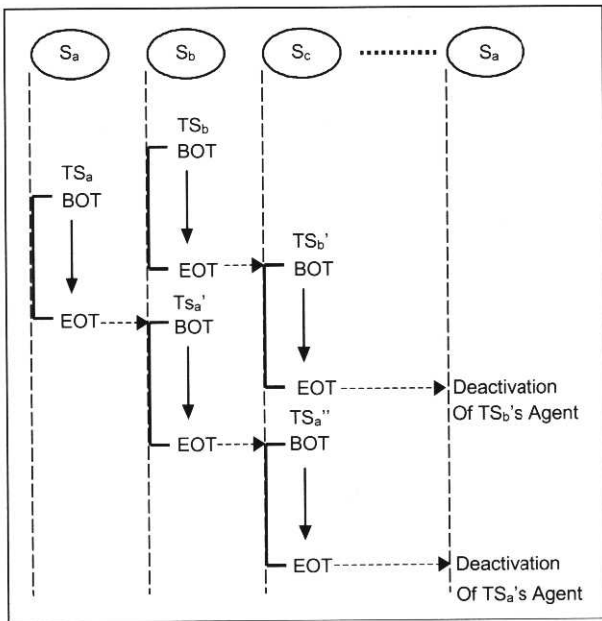 Sa Sb Sc Sa
TSb
BOT
TSa
BOT
TSb'
EOT
BOT
Tsa'
EOT
BOT
EOT
Deactivation
Of TSb's Agent
TSa''
EOT
BOT
EOT
Deactivation
Of TSa's Agent